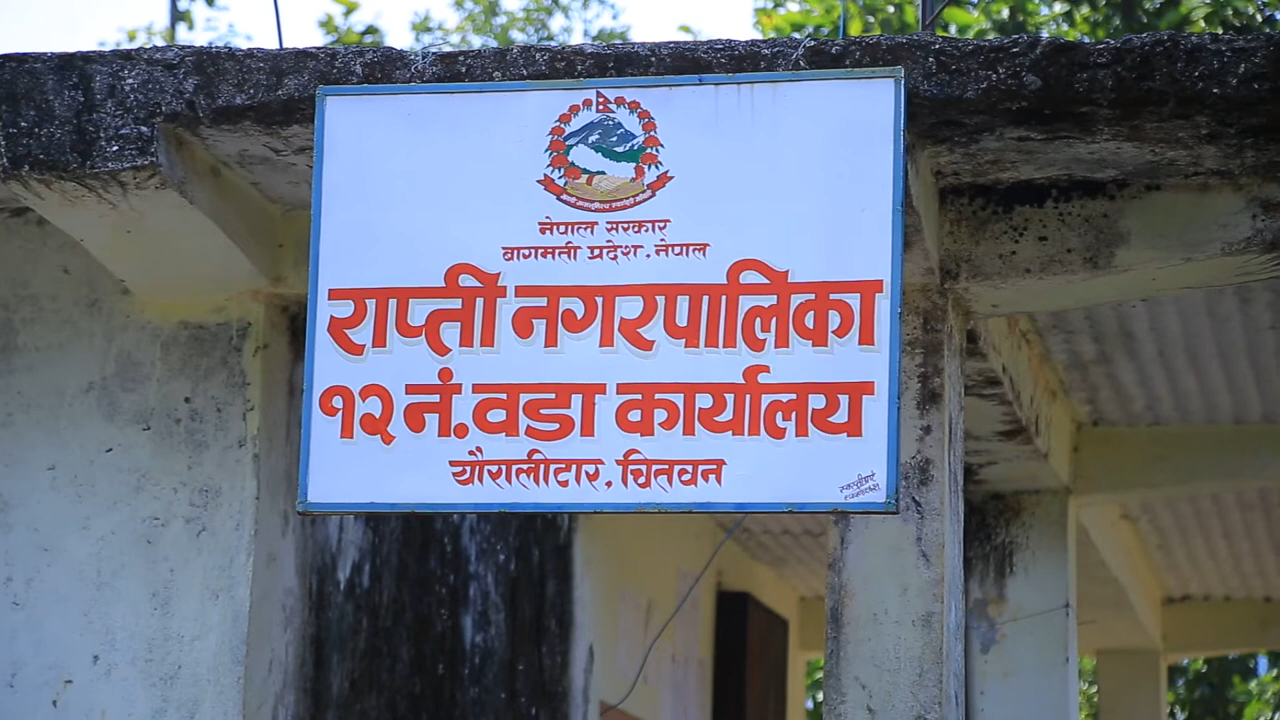 नेपाल सरकार
बागमती प्रदेश, नेपाल
राप्ती नगरपालिका
१२ नं. वडा कार्यालय
चौरालीटार, चितवन